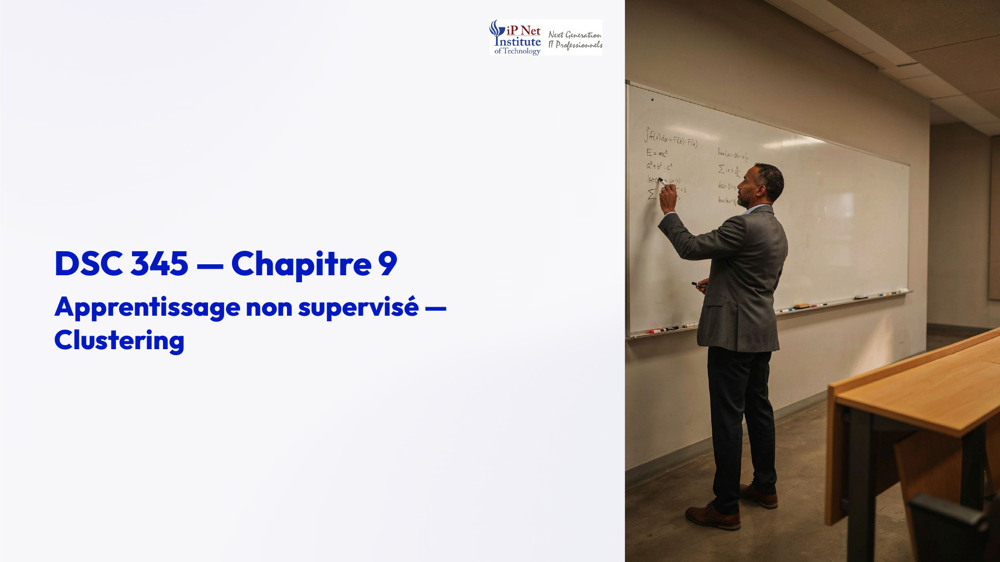 iP Net
Institute
of Technology
Next Generation
IT Professionnels
DSC 345 — Chapitre 9
Apprentissage non supervisé —
Clustering
∫f(x)dx = F(b)-F(a)
E = mc²
a²+b²=c²